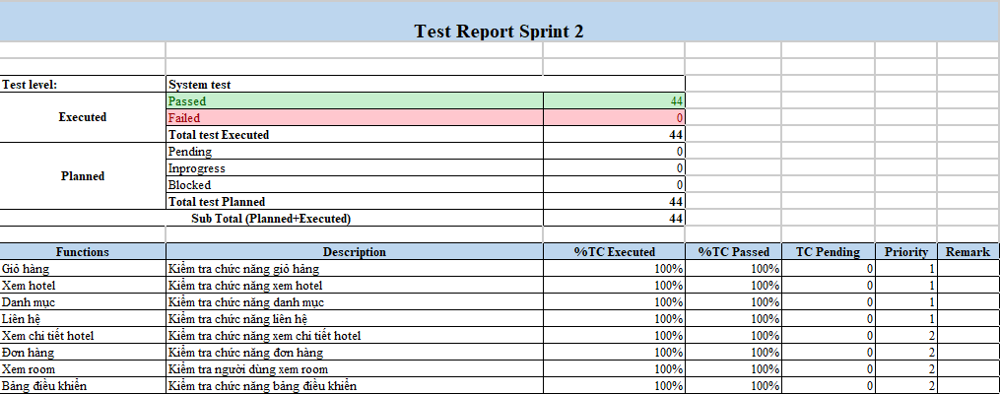 Test Report Sprint 2
Test level: System test
Executed
Passed 44
Failed 0
Total test Executed 44
Planned
Pending 0
Inprogress 0
Blocked 0
Total test Planned 44
Sub Total (Planned+Executed) 44
Functions Description %TC Executed %TC Passed TC Pending Priority Remark
Giỏ hàng Kiểm tra chức năng giỏ hàng 100% 100% 0 1
Xem hotel Kiểm tra chức năng xem hotel 100% 100% 0 1
Danh mục Kiểm tra chức năng danh mục 100% 100% 0 1
Liên hệ Kiểm tra chức năng liên hệ 100% 100% 0 1
Xem chi tiết hotel Kiểm tra chức năng xem chi tiết hotel 100% 100% 0 2
Đơn hàng Kiểm tra chức năng đơn hàng 100% 100% 0 2
Xem room Kiểm tra người dùng xem room 100% 100% 0 2
Bảng điều khiển Kiểm tra chức năng bảng điều khiển 100% 100% 0 2